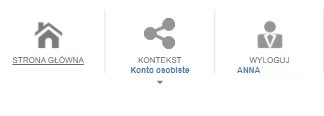 STRONA GŁÓWNA
KONTEKST
Konto osobiste
WYLOGUJ
ANNA